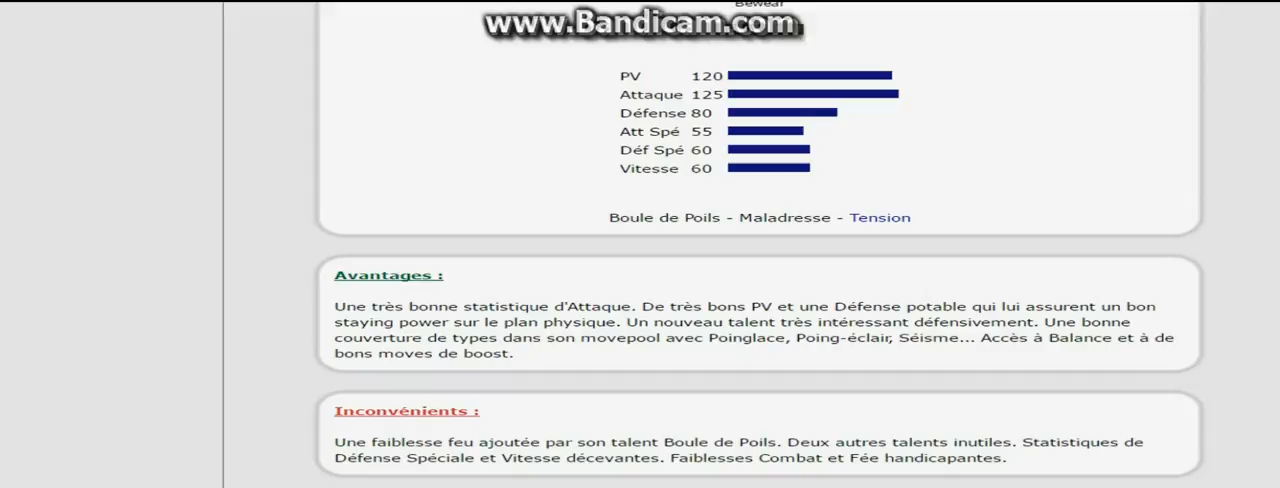 Bewear
www.Bandicam.com
PV 120
Attaque 125
Défense 80
Att Spé 55
Déf Spé 60
Vitesse 60
Boule de Poils - Maladresse - Tension
Avantages :
Une très bonne statistique d'Attaque. De très bons PV et une Défense potable qui lui assurent un bon
staying power sur le plan physique. Un nouveau talent très intéressant défensivement. Une bonne
couverture de types dans son movepool avec Poinglace, Poing-éclair, Séisme... Accès à Balance et à de
bons moves de boost.
Inconvénients :
Une faiblesse feu ajoutée par son talent Boule de Poils. Deux autres talents inutiles. Statistiques de
Défense Spéciale et Vitesse décevantes. Faiblesses Combat et Fée handicapantes.